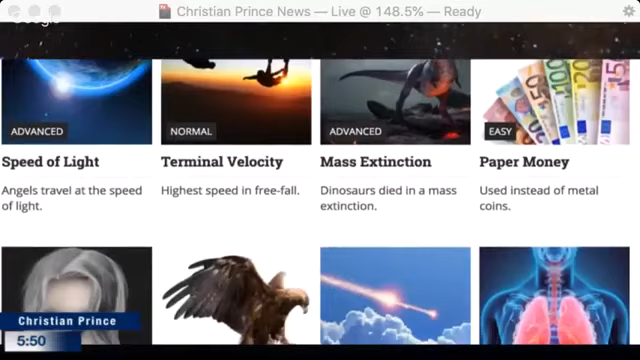 Christian Prince News — Live @ 148.5% — Ready
Google
ADVANCED
NORMAL
ADVANCED
EASY
Speed of Light
Terminal Velocity
Mass Extinction
Paper Money
Angels travel at the speed
of light.
Highest speed in free-fall.
Dinosaurs died in a mass
extinction.
Used instead of metal
coins.
Christian Prince
5:50